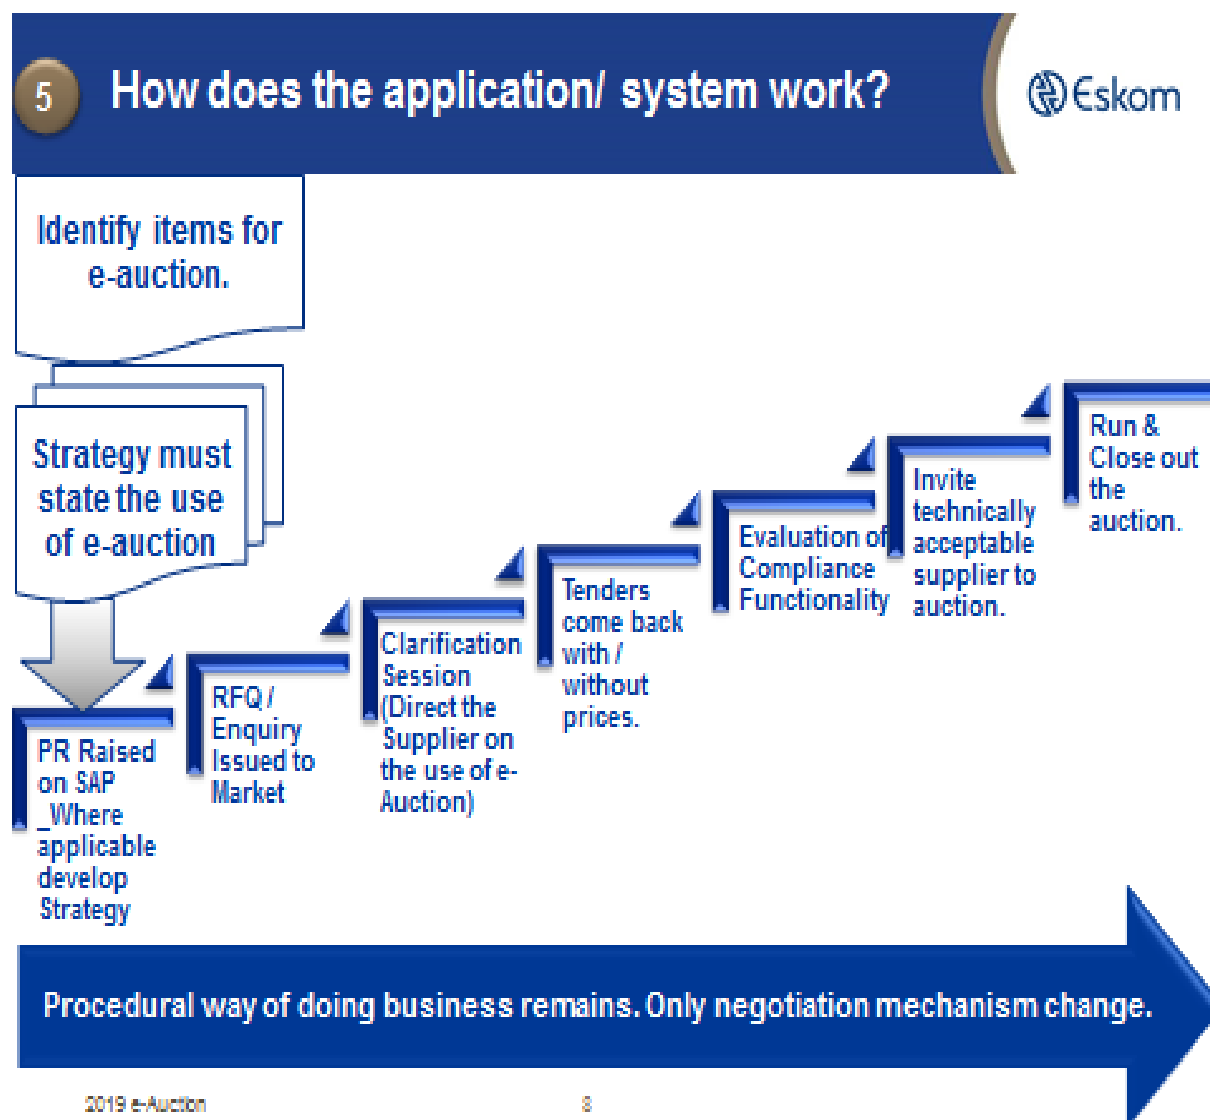 5
How does the application/ system work?
Eskom
Identify items for
e-auction.
Strategy must
state the use
of e-auction
PR Raised
on SAP
_Where
applicable
develop
Strategy
RFQ /
Enquiry
Issued to
Market
Clarification
Session
(Direct the
Supplier on
the use of e-
Auction)
Tenders
come back
with /
without
prices.
Evaluation of
Compliance
Functionality
Invite
technically
acceptable
supplier to
auction.
Run &
Close out
the
auction.
Procedural way of doing business remains. Only negotiation mechanism change.
2019 e-Auction
8